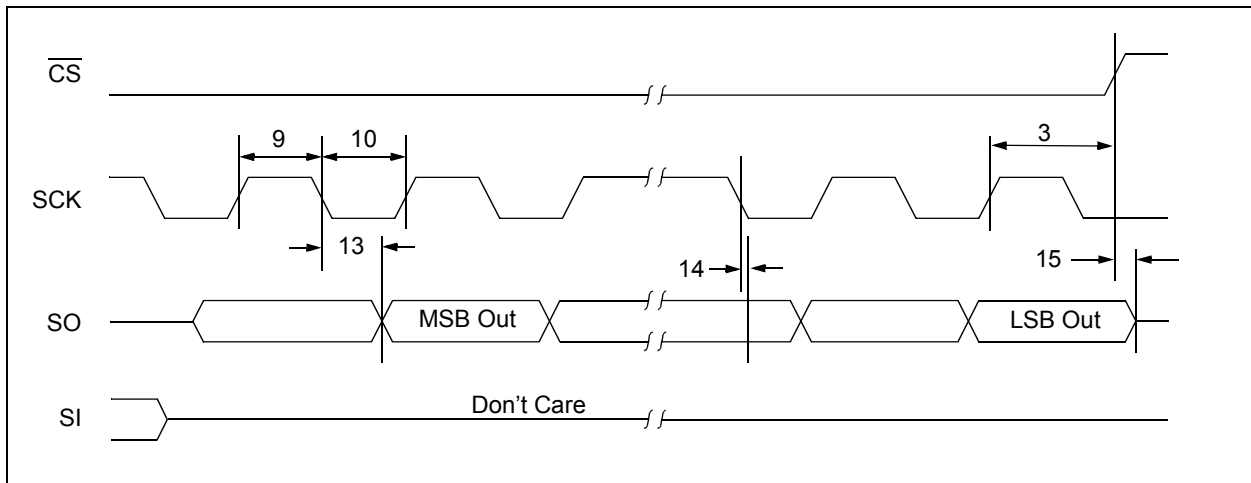 CS
9
10
3
SCK
13
14
15
SO
MSB Out
LSB Out
SI
Don't Care